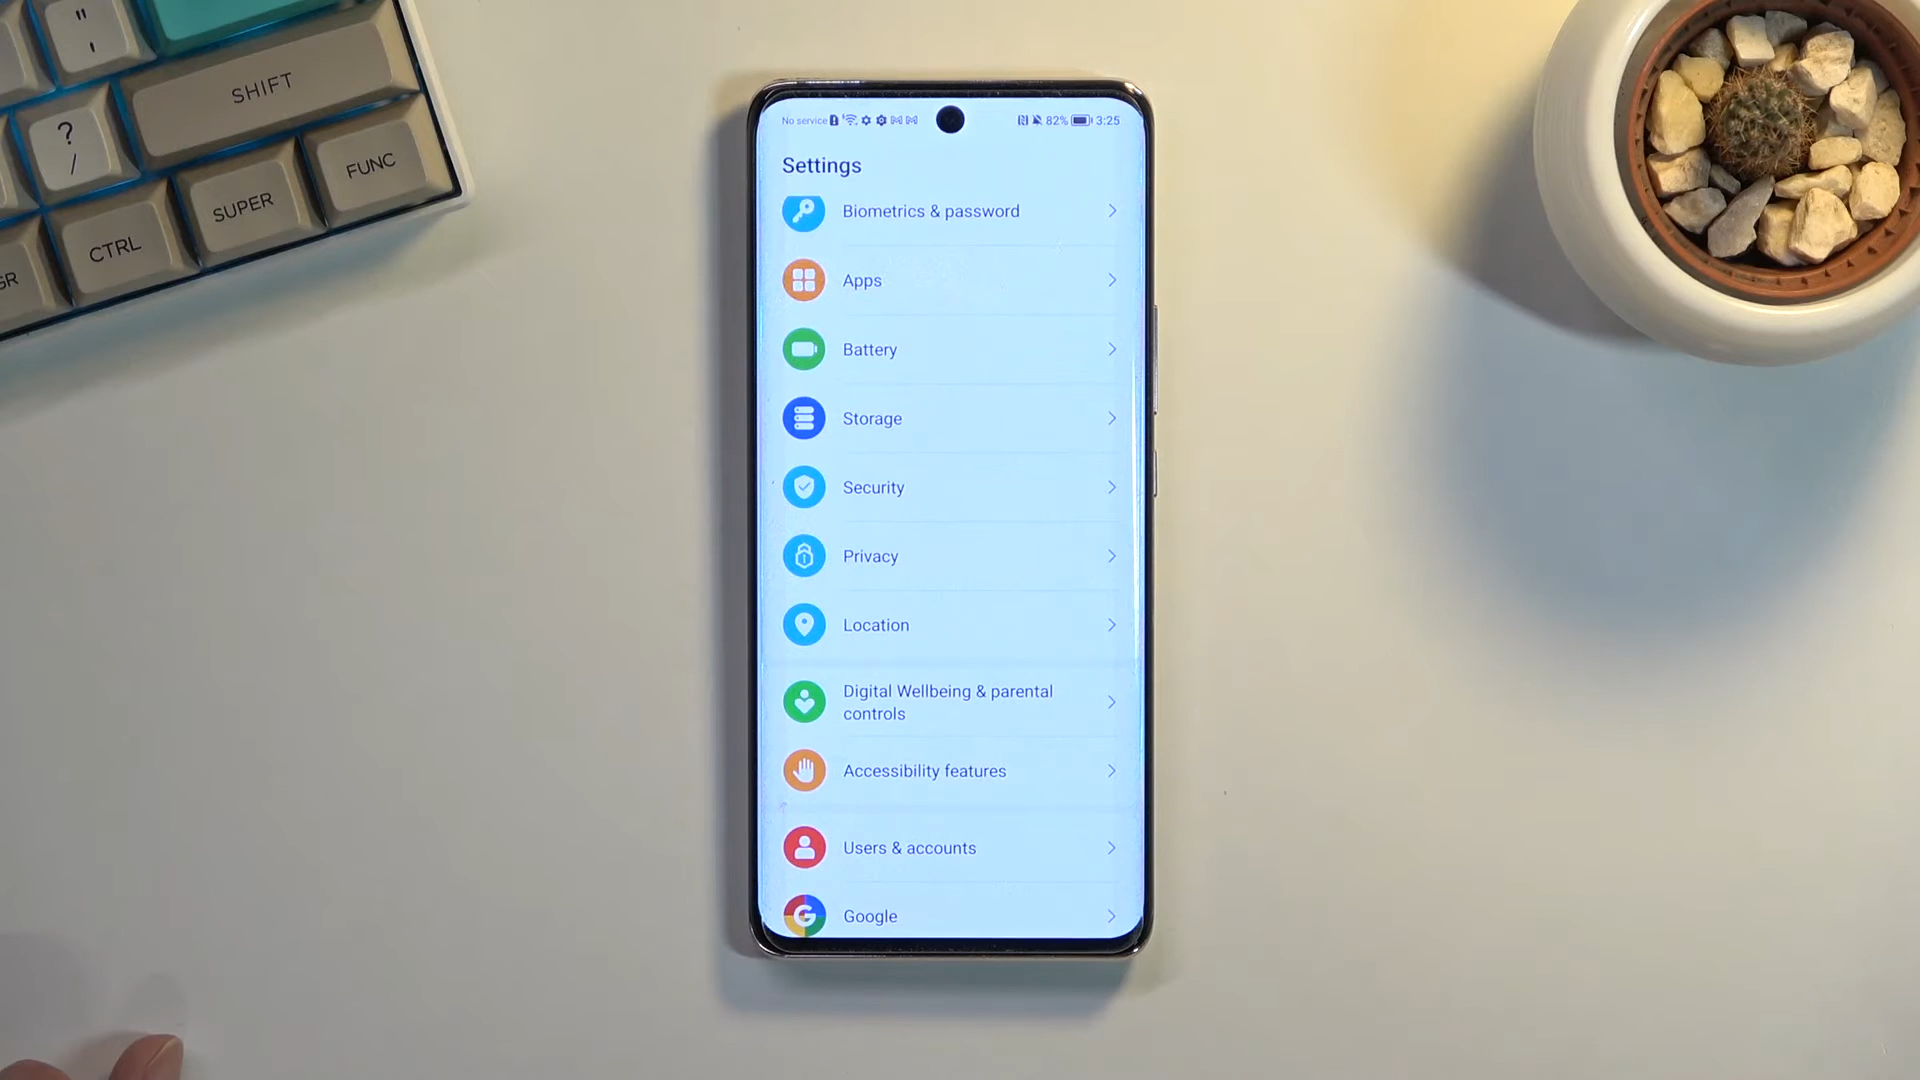 "
'
SHIFT
?
/
FUNC
SUPER
CTRL
GR
No service 82% 3:25
Settings
Biometrics & password
Apps
Battery
Storage
Security
Privacy
Location
Digital Wellbeing & parental
controls
Accessibility features
Users & accounts
Google